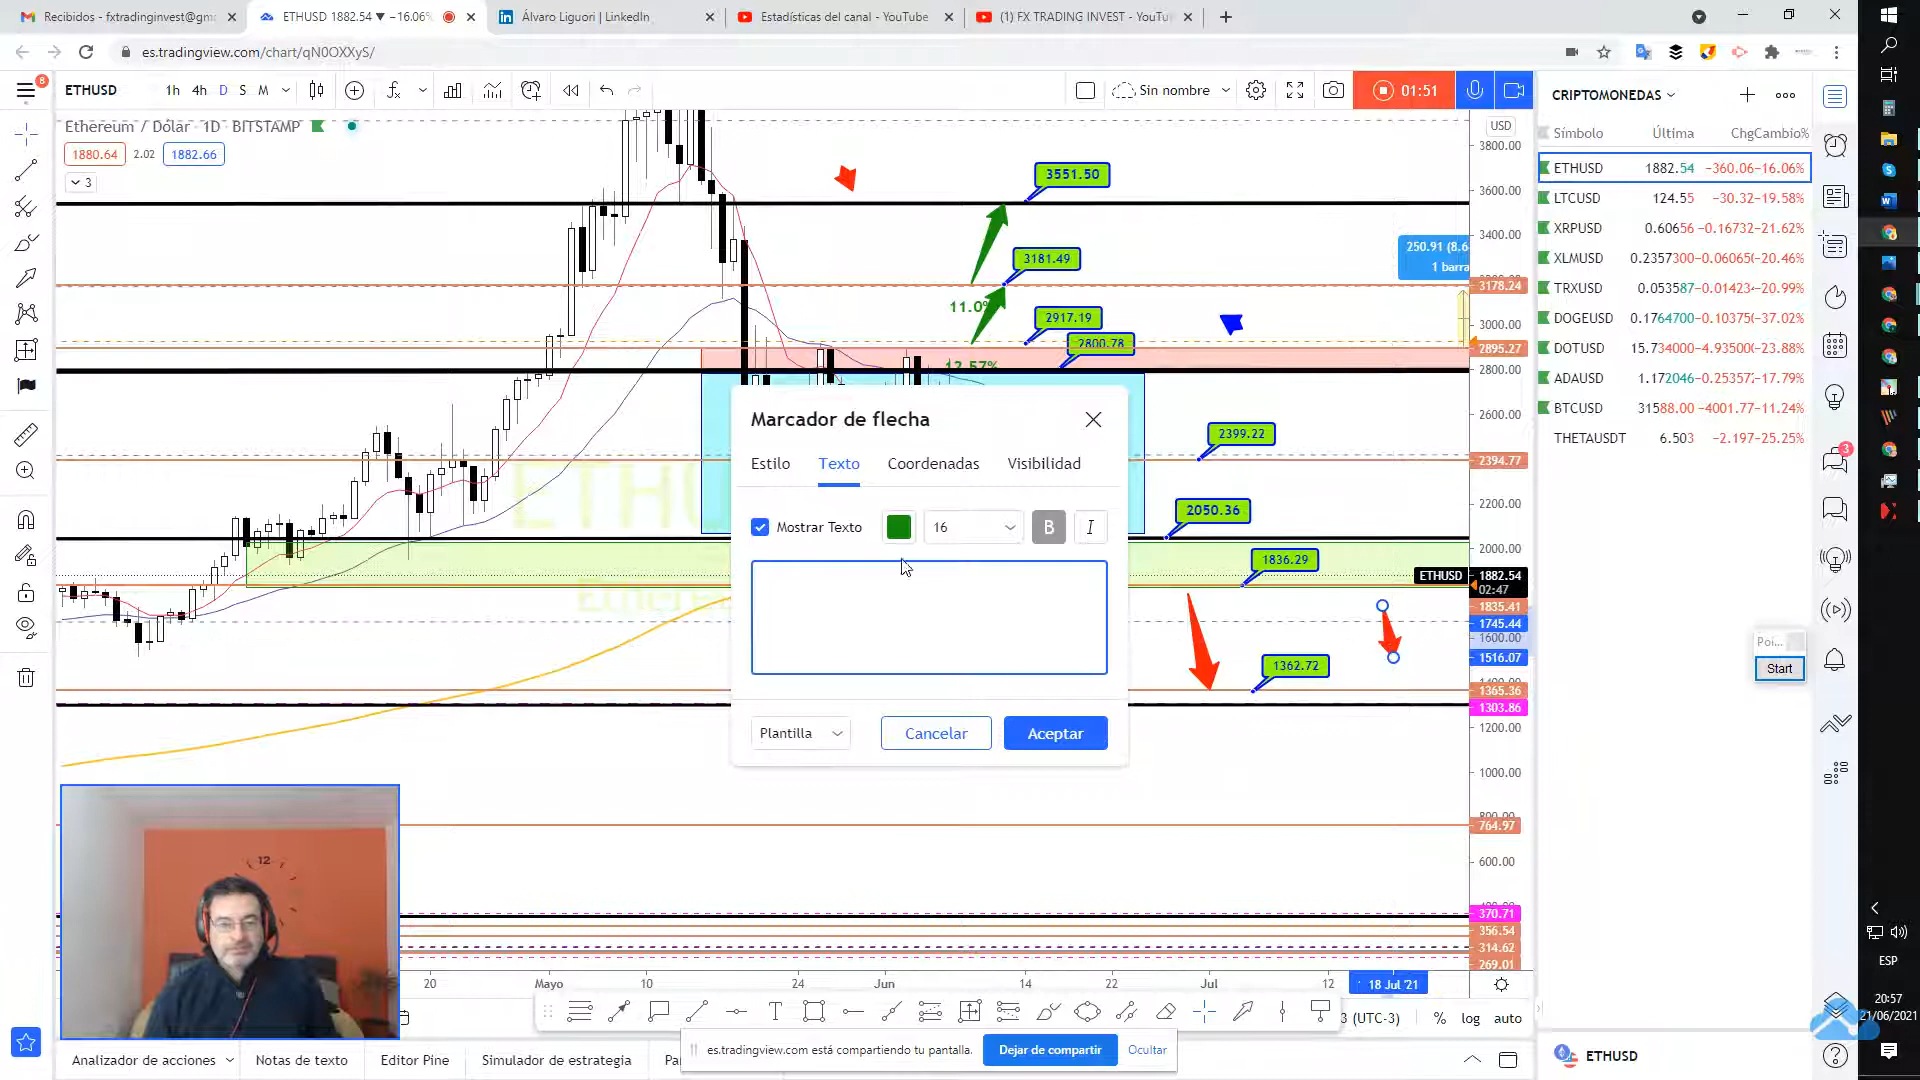 Recibidos - fxtradinginvest@gm
ETHUSD 1882.54 ▼ −16.06%
Álvaro Liguori | LinkedIn
Estadísticas del canal - YouTube
(1) FX TRADING INVEST - YouTu
es.tradingview.com/chart/qN0OXXyS/
8
ETHUSD
1h 4h D S M
Sin nombre
01:51
Ethereum / Dólar · 1D · BITSTAMP
1880.64 2.02 1882.66
3
USD
3800.00
3600.00
3400.00
3178.24
3000.00
2895.27
2800.00
2600.00
2394.77
2200.00
2000.00
ETHUSD 1882.54
02:47
1835.41
1745.44
1600.00
1516.07
1365.36
1303.86
1200.00
1000.00
764.97
600.00
370.71
356.54
314.62
269.01
3551.50
3181.49
11.0%
2917.19
2800.78
12.57%
250.91 (8.6
1 barra
2399.22
2050.36
1836.29
1362.72
Marcador de flecha
Estilo Texto Coordenadas Visibilidad
Mostrar Texto 16 B I
Plantilla
Cancelar
Aceptar
20 Mayo 10 24 Jun 14 22 Jul 12 18 Jul '21
3 (UTC-3) % log auto
es.tradingview.com está compartiendo tu pantalla.
Dejar de compartir
Ocultar
Analizador de acciones
Notas de texto
Editor Pine
Simulador de estrategia
CRIPTOMONEDAS
Símbolo Última Chg Cambio%
ETHUSD 1882.54 −360.06 −16.06%
LTCUSD 124.55 −30.32 −19.58%
XRPUSD 0.60656 −0.16732 −21.62%
XLMUSD 0.2357300 −0.06065( −20.46%
TRXUSD 0.053587 −0.01423 −20.99%
DOGEUSD 0.1764700 −0.10375( −37.02%
DOTUSD 15.734000 −4.93500( −23.88%
ADAUSD 1.172046 −0.25357 −17.79%
BTCUSD 31588.00 −4001.77 −11.24%
THETAUSDT 6.503 −2.197 −25.25%
Poi...
Start
3
ETHUSD
ESP
20:57
21/06/2021
12